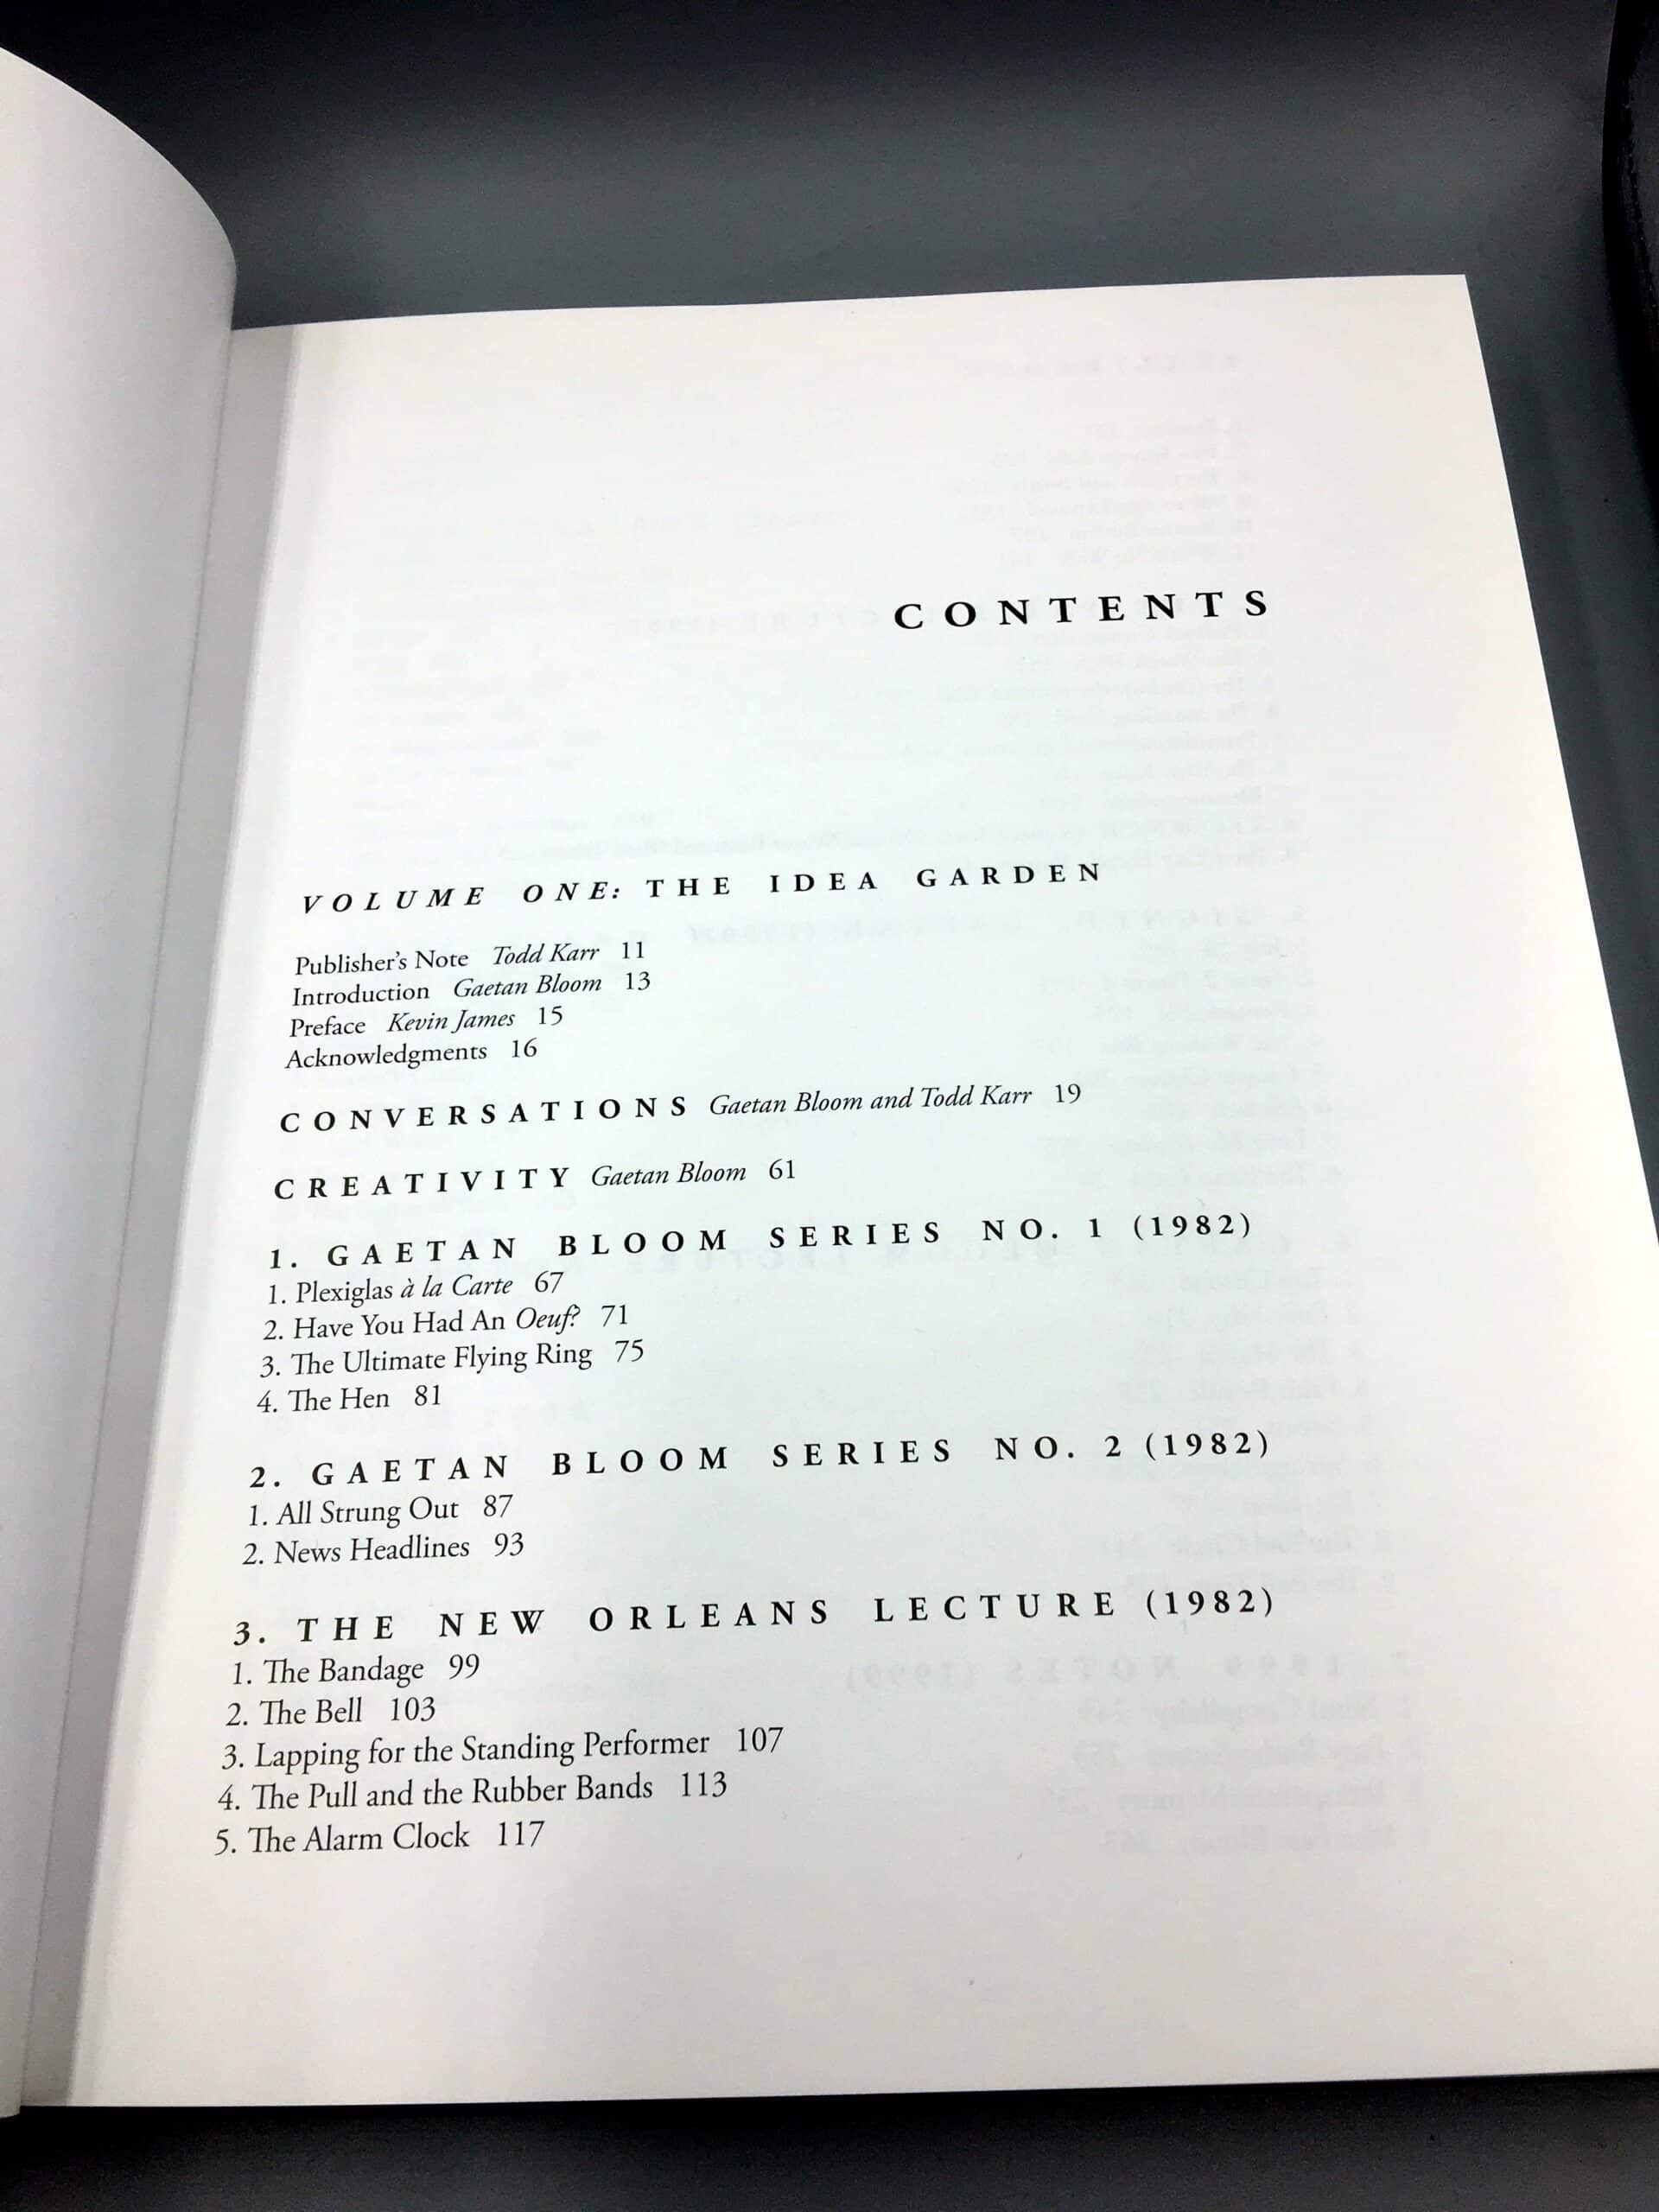 CONTENTS
VOLUME ONE: THE IDEA GARDEN
Publisher's Note Todd Karr 11
Introduction Gaetan Bloom 13
Preface Kevin James 15
Acknowledgments 16
CONVERSATIONS Gaetan Bloom and Todd Karr 19
CREATIVITY Gaetan Bloom 61
1. GAETAN BLOOM SERIES NO. 1 (1982)
1. Plexiglas à la Carte 67
2. Have You Had An Oeuf? 71
3. The Ultimate Flying Ring 75
4. The Hen 81
2. GAETAN BLOOM SERIES NO. 2 (1982)
1. All Strung Out 87
2. News Headlines 93
3. THE NEW ORLEANS LECTURE (1982)
1. The Bandage 99
2. The Bell 103
3. Lapping for the Standing Performer 107
4. The Pull and the Rubber Bands 113
5. The Alarm Clock 117